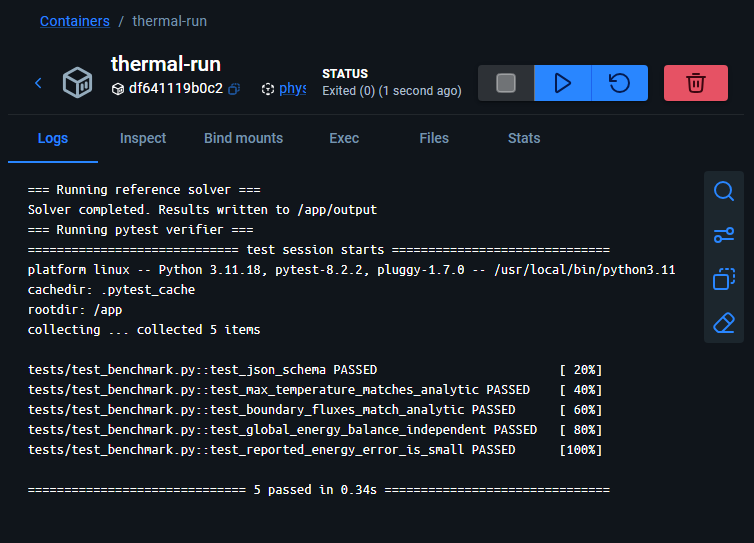 Containers / thermal-run
thermal-run
df641119b0c2 phys
STATUS
Exited (0) (1 second ago)
Logs Inspect Bind mounts Exec Files Stats
=== Running reference solver ===
Solver completed. Results written to /app/output
=== Running pytest verifier ===
============================= test session starts ==============================
platform linux -- Python 3.11.18, pytest-8.2.2, pluggy-1.7.0 -- /usr/local/bin/python3.11
cachedir: .pytest_cache
rootdir: /app
collecting ... collected 5 items
tests/test_benchmark.py::test_json_schema PASSED [ 20%]
tests/test_benchmark.py::test_max_temperature_matches_analytic PASSED [ 40%]
tests/test_benchmark.py::test_boundary_fluxes_match_analytic PASSED [ 60%]
tests/test_benchmark.py::test_global_energy_balance_independent PASSED [ 80%]
tests/test_benchmark.py::test_reported_energy_error_is_small PASSED [100%]
============================== 5 passed in 0.34s ===============================